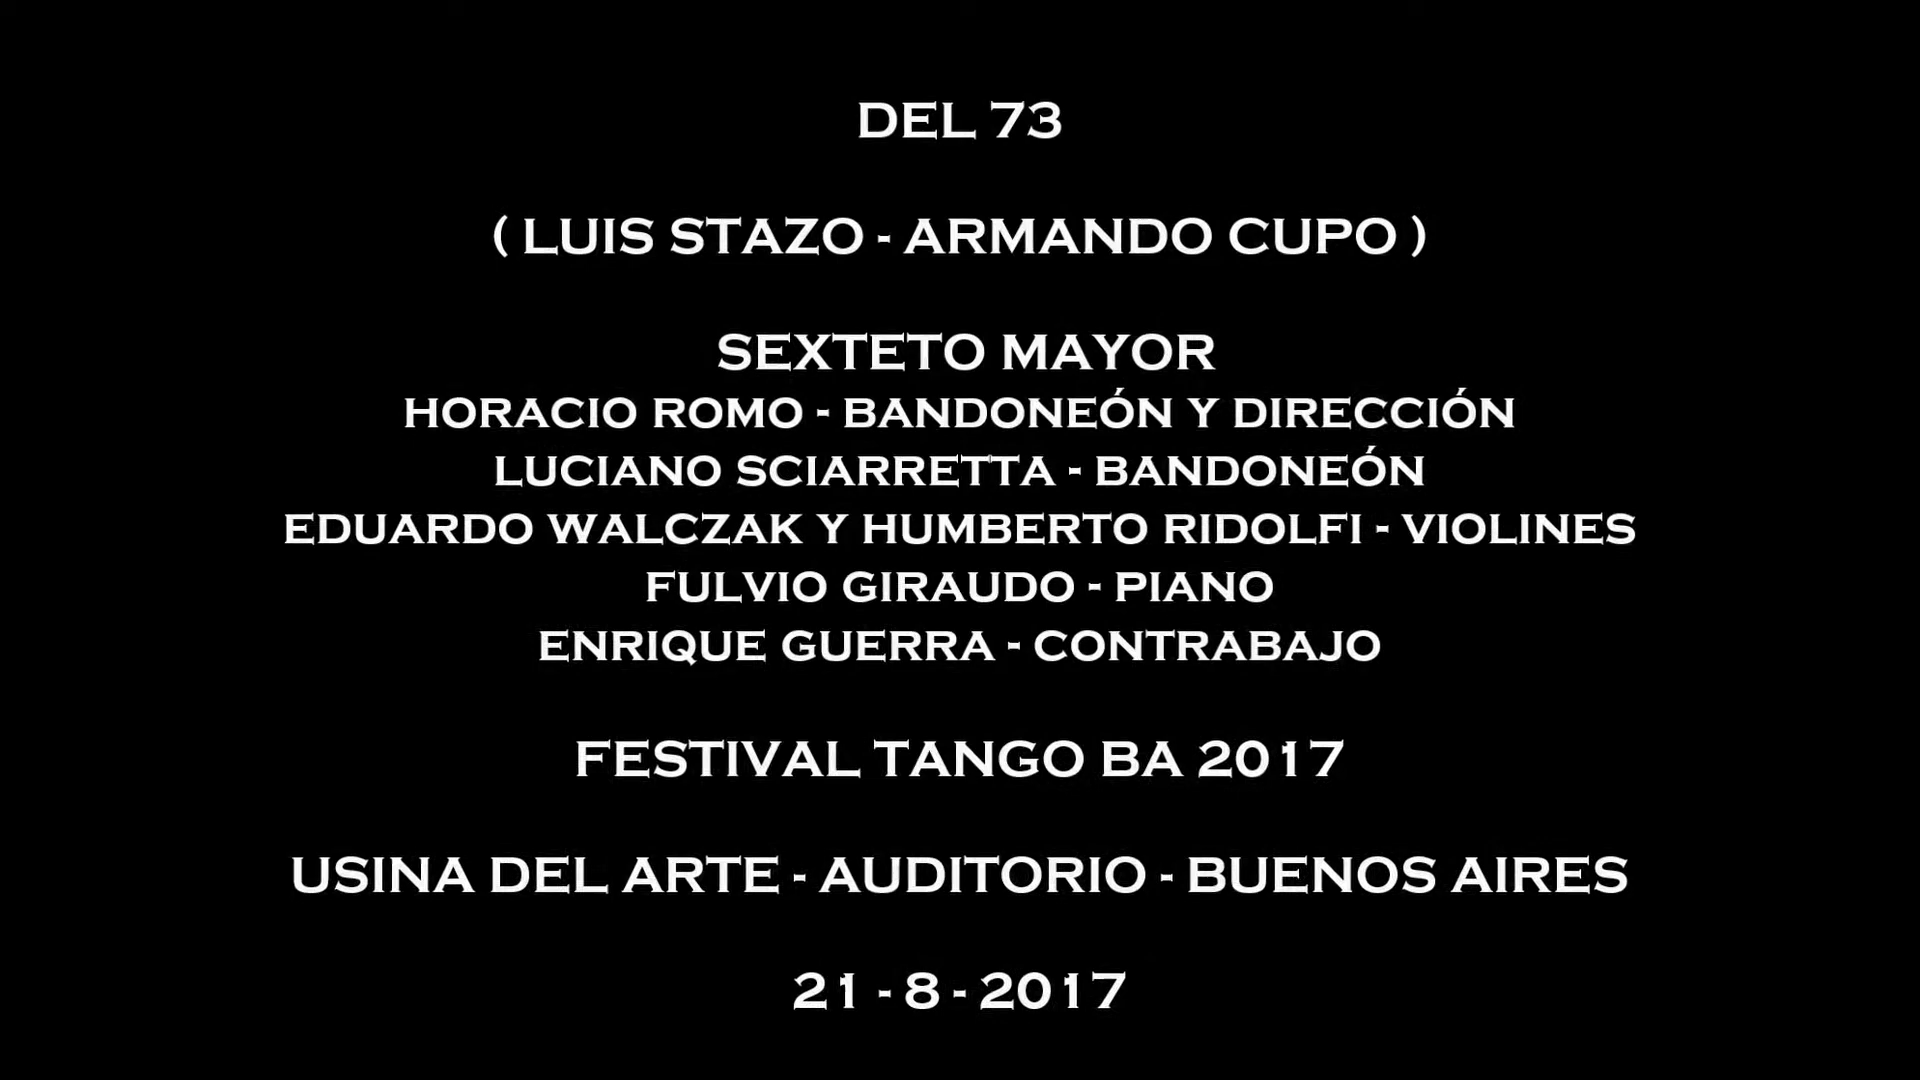 DEL 73
( LUIS STAZO - ARMANDO CUPO )
SEXTETO MAYOR
HORACIO ROMO - BANDONEÓN Y DIRECCIÓN
LUCIANO SCIARRETTA - BANDONEÓN
EDUARDO WALCZAK Y HUMBERTO RIDOLFI - VIOLINES
FULVIO GIRAUDO - PIANO
ENRIQUE GUERRA - CONTRABAJO
FESTIVAL TANGO BA 2017
USINA DEL ARTE - AUDITORIO - BUENOS AIRES
21 - 8 - 2017